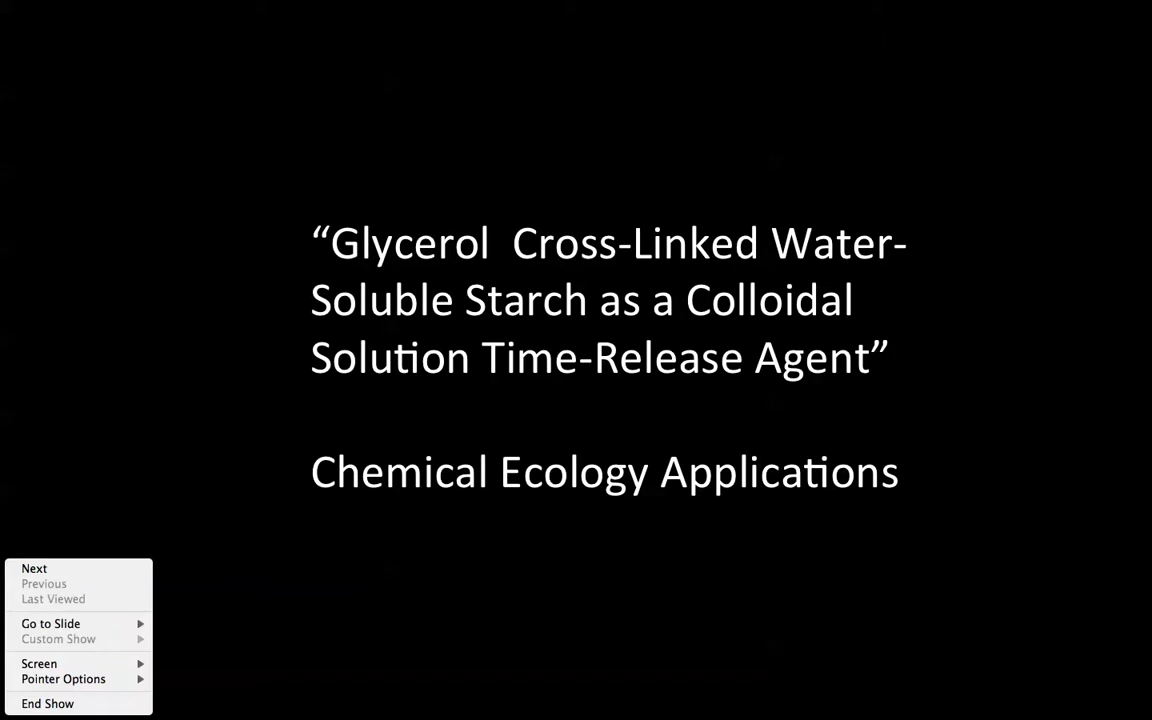 “Glycerol  Cross-Linked Water-
Soluble Starch as a Colloidal
Solution Time-Release Agent”
Chemical Ecology Applications
Next
Previous
Last Viewed
Go to Slide
Custom Show
Screen
Pointer Options
End Show